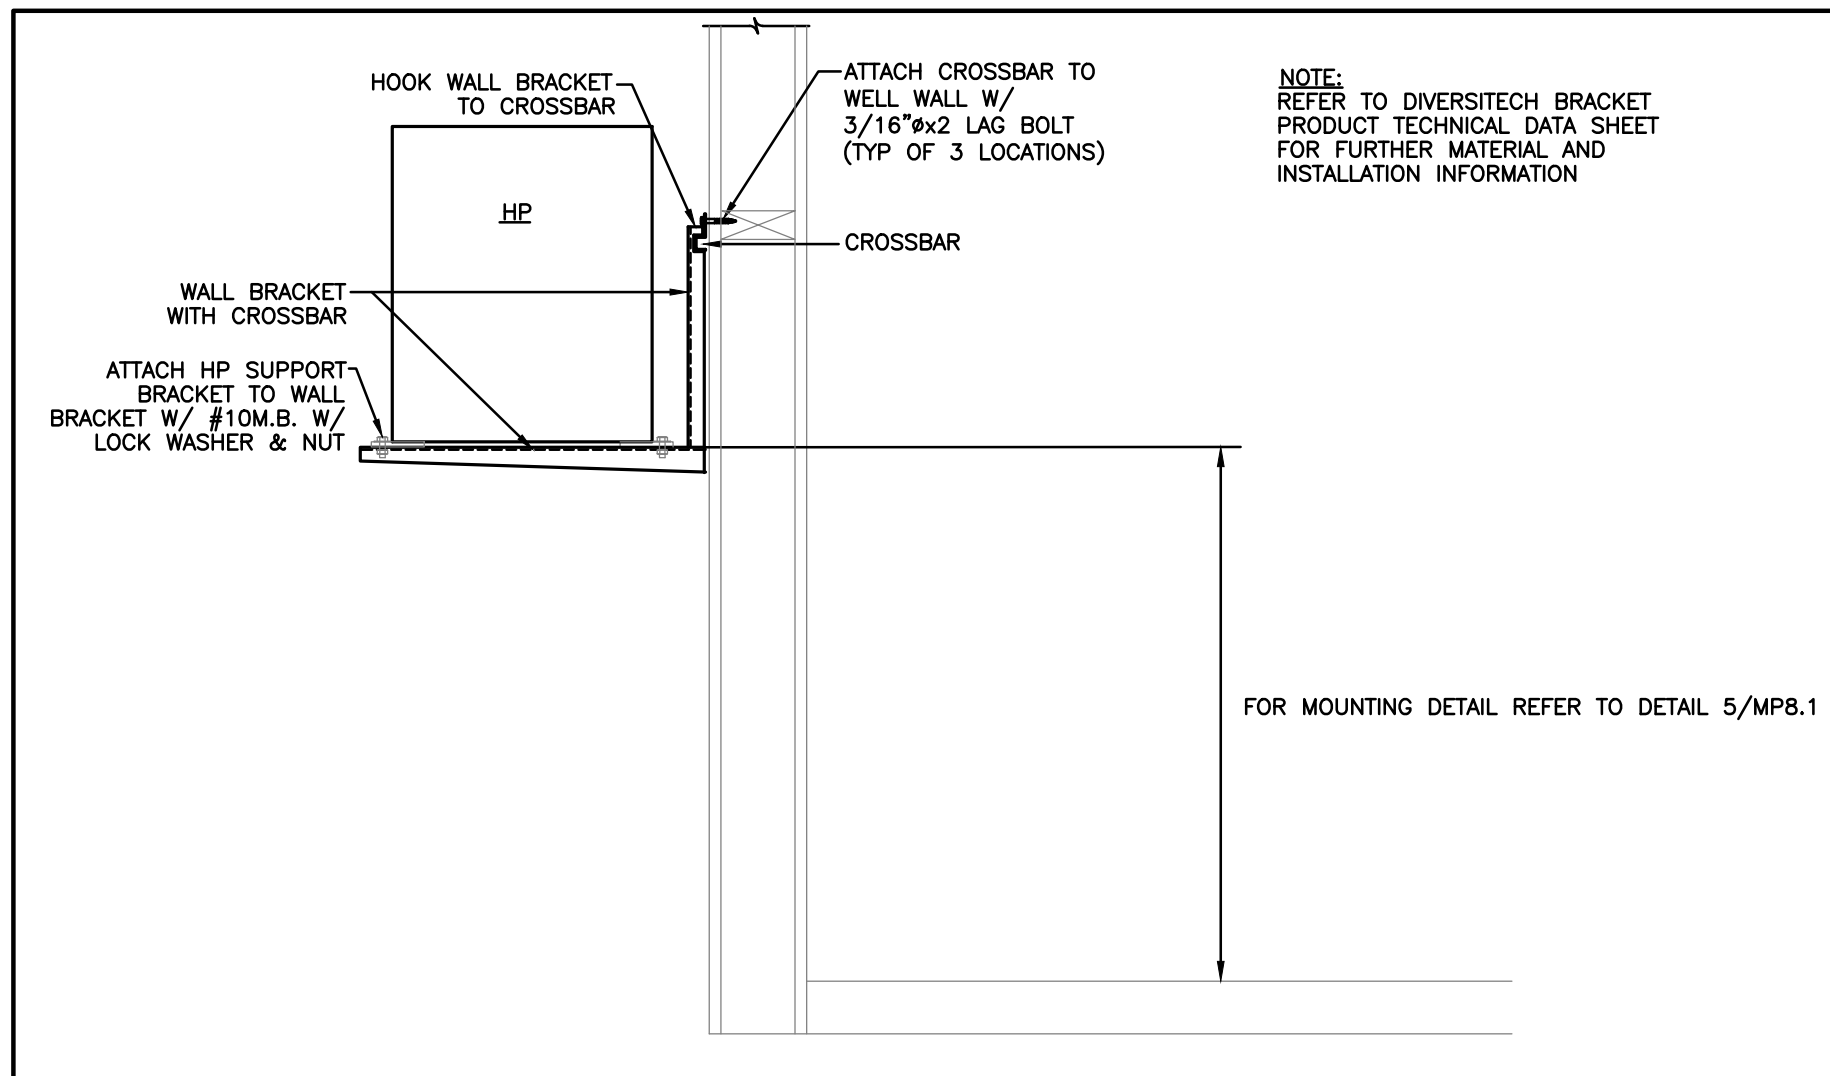 HOOK WALL BRACKET
TO CROSSBAR
ATTACH CROSSBAR TO
WELL WALL W/
3/16"øx2 LAG BOLT
(TYP OF 3 LOCATIONS)
NOTE:
REFER TO DIVERSITECH BRACKET
PRODUCT TECHNICAL DATA SHEET
FOR FURTHER MATERIAL AND
INSTALLATION INFORMATION
HP
CROSSBAR
WALL BRACKET
WITH CROSSBAR
ATTACH HP SUPPORT
BRACKET TO WALL
BRACKET W/ #10M.B. W/
LOCK WASHER & NUT
FOR MOUNTING DETAIL REFER TO DETAIL 5/MP8.1